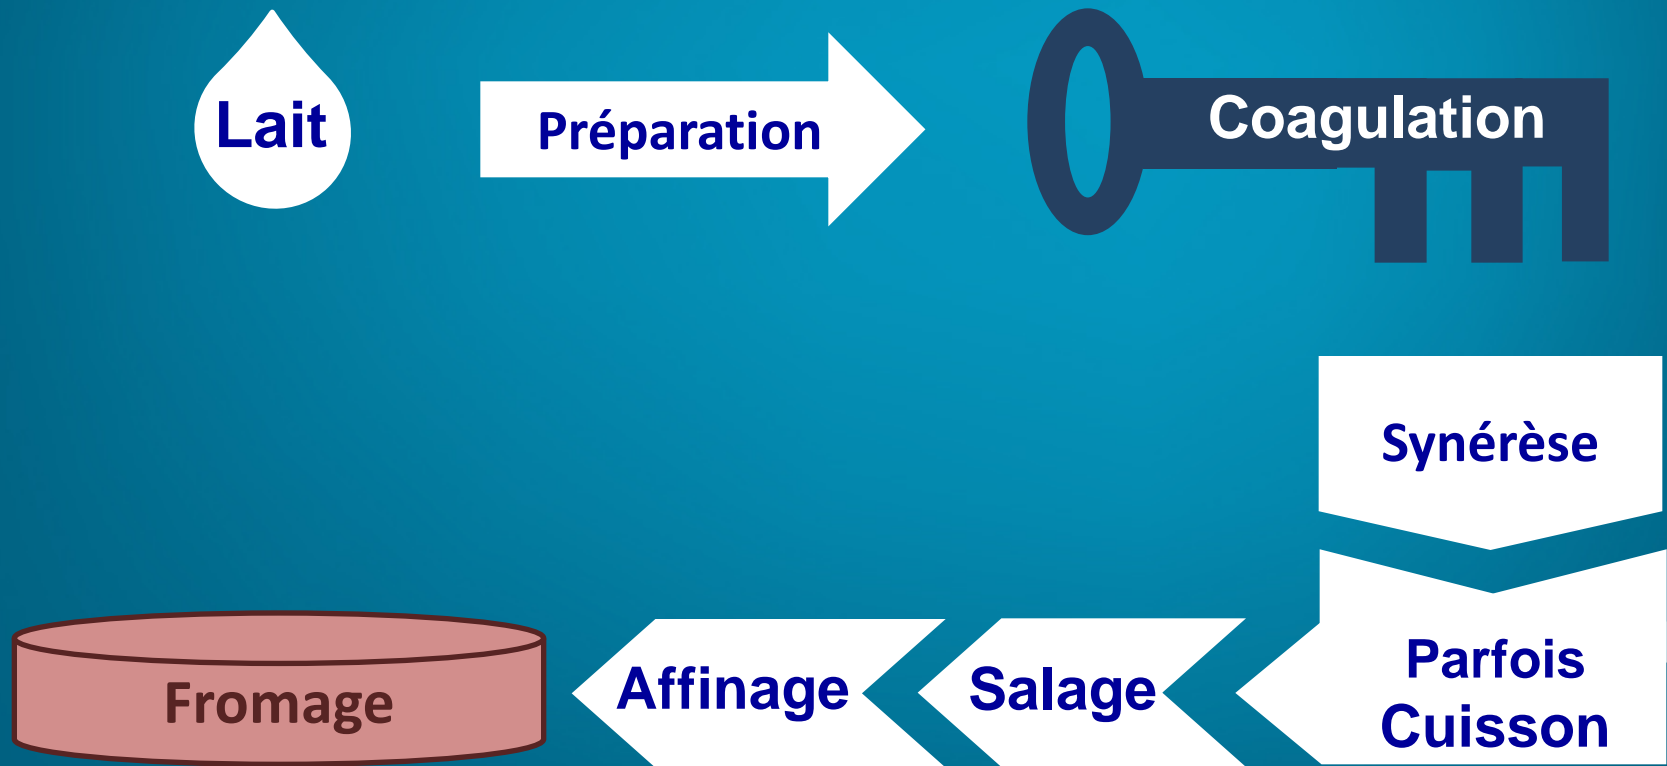 Lait
Préparation
Coagulation
Synérèse
Parfois
Cuisson
Salage
Affinage
Fromage